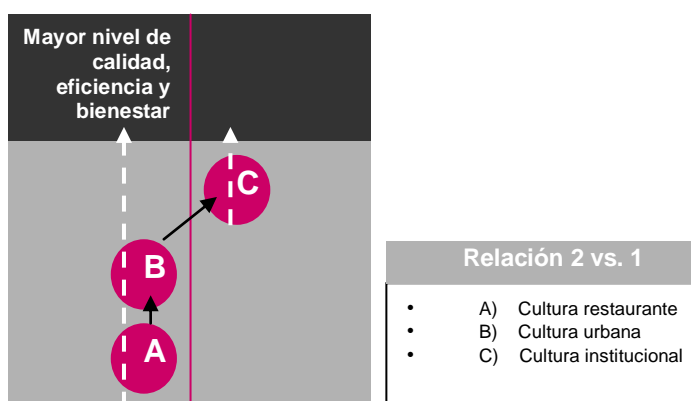 Mayor nivel de
calidad,
eficiencia y
bienestar
C
B
A
Relación 2 vs. 1
• A) Cultura restaurante
• B) Cultura urbana
• C) Cultura institucional